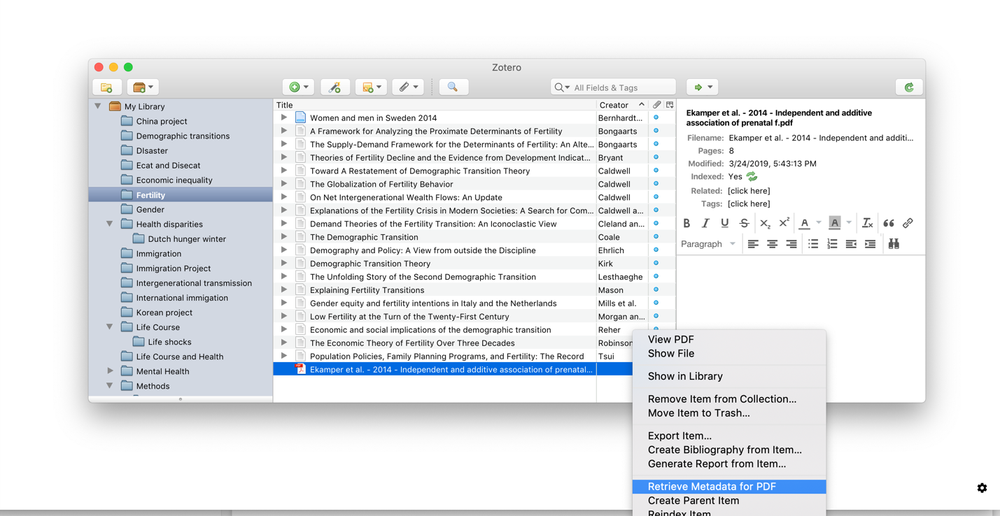 Zotero
All Fields & Tags
My Library
China project
Demographic transitions
DIsaster
Ecat and Disecat
Economic inequality
Fertility
Gender
Health disparities
Dutch hunger winter
Immigration
Immigration Project
Intergenerational transmission
International immigation
Korean project
Life Course
Life shocks
Life Course and Health
Mental Health
Methods
Title Creator
Women and men in Sweden 2014 Bernhardt...
A Framework for Analyzing the Proximate Determinants of Fertility Bongaarts
The Supply-Demand Framework for the Determinants of Fertility: An Alte... Bongaarts
Theories of Fertility Decline and the Evidence from Development Indicat... Bryant
Toward A Restatement of Demographic Transition Theory Caldwell
The Globalization of Fertility Behavior Caldwell
On Net Intergenerational Wealth Flows: An Update Caldwell
Explanations of the Fertility Crisis in Modern Societies: A Search for Com... Caldwell a...
Demand Theories of the Fertility Transition: An Iconoclastic View Cleland an...
The Demographic Transition Coale
Demography and Policy: A View from outside the Discipline Ehrlich
Demographic Transition Theory Kirk
The Unfolding Story of the Second Demographic Transition Lesthaeghe
Explaining Fertility Transitions Mason
Gender equity and fertility intentions in Italy and the Netherlands Mills et al.
Low Fertility at the Turn of the Twenty-First Century Morgan an...
Economic and social implications of the demographic transition Reher
The Economic Theory of Fertility Over Three Decades Robinson
Population Policies, Family Planning Programs, and Fertility: The Record Tsui
Ekamper et al. - 2014 - Independent and additive association of prenatal...
Ekamper et al. - 2014 - Independent and additive
association of prenatal f.pdf
Filename: Ekamper et al. - 2014 - Independent and additi...
Pages: 8
Modified: 3/24/2019, 5:43:13 PM
Indexed: Yes
Related: [click here]
Tags: [click here]
B I U S X2 X2 A A Tx
Paragraph
View PDF
Show File
Show in Library
Remove Item from Collection...
Move Item to Trash...
Export Item...
Create Bibliography from Item...
Generate Report from Item...
Retrieve Metadata for PDF
Create Parent Item
Reindex Item